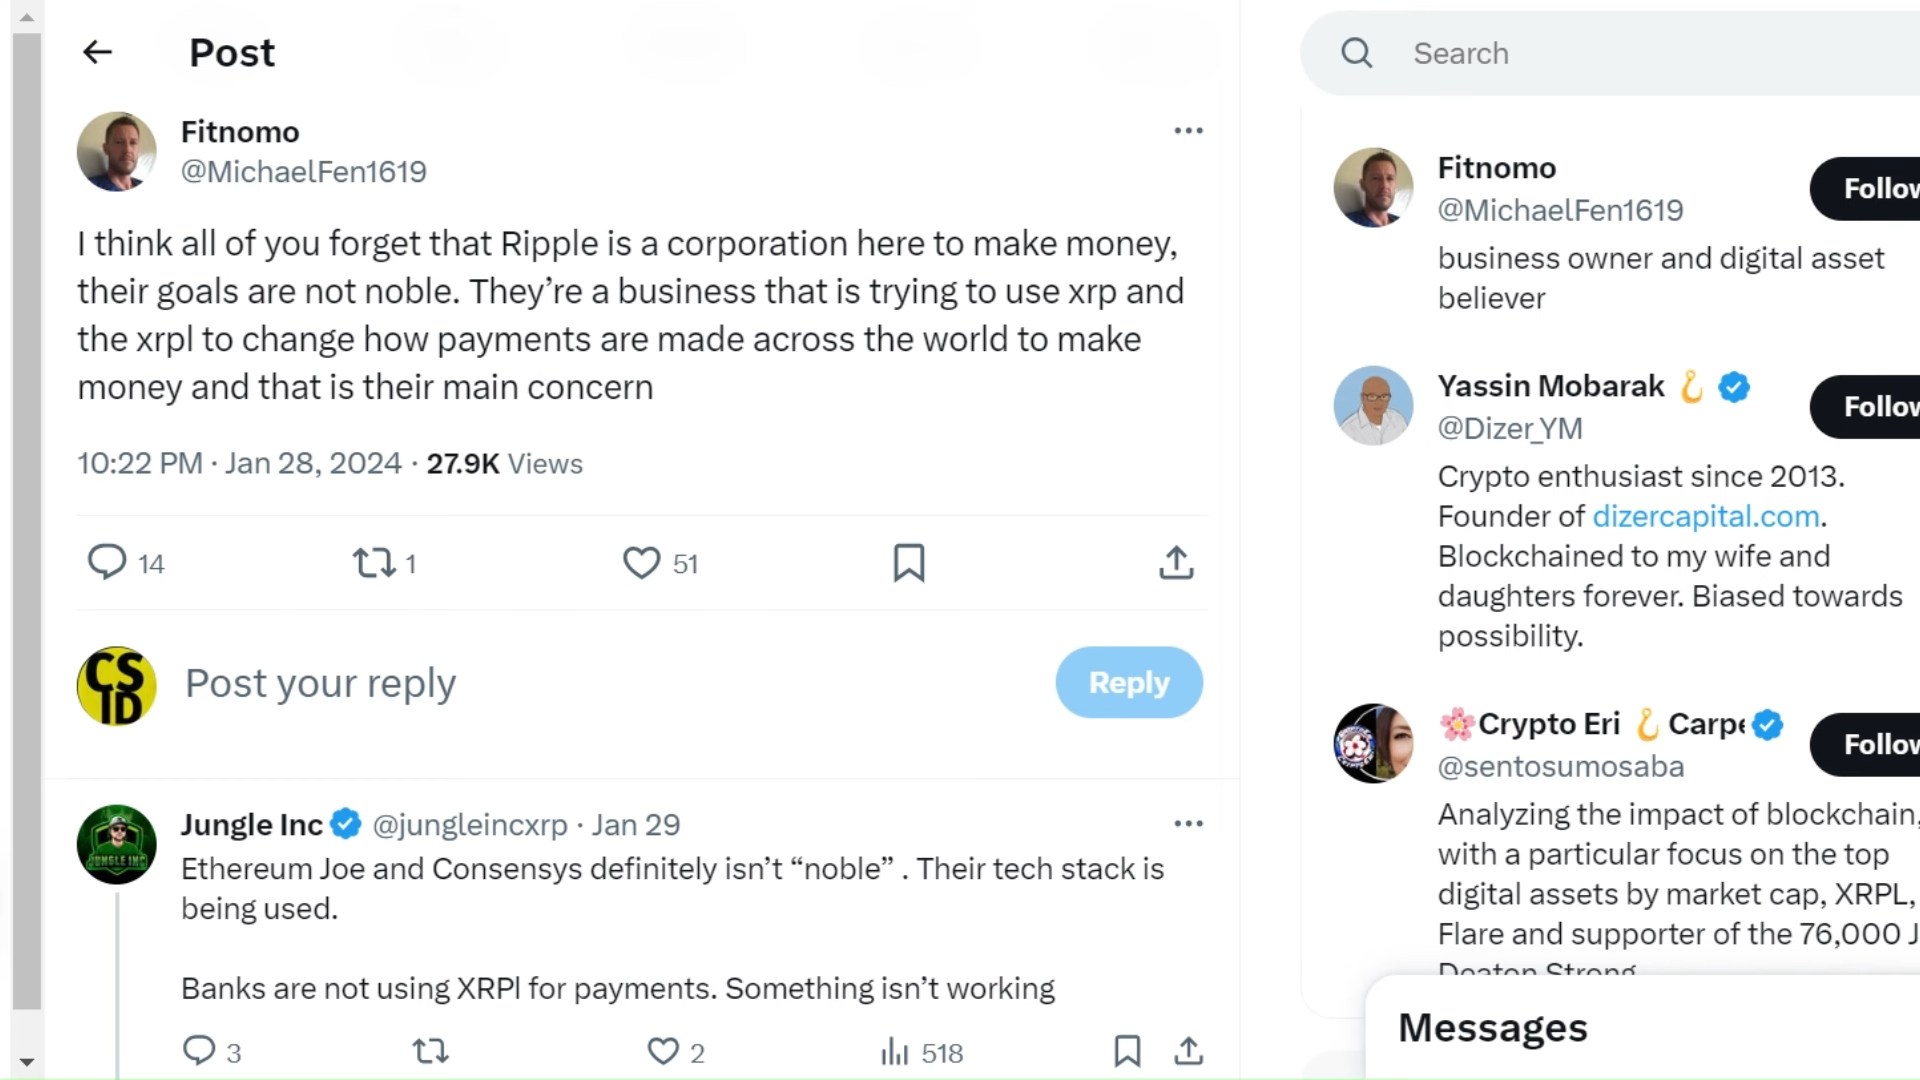 Post
Search
Fitnomo
@MichaelFen1619
I think all of you forget that Ripple is a corporation here to make money,
their goals are not noble. They’re a business that is trying to use xrp and
the xrpl to change how payments are made across the world to make
money and that is their main concern
10:22 PM · Jan 28, 2024 · 27.9K Views
14
1
51
CS
ID
Post your reply
Reply
Jungle Inc @jungleincxrp · Jan 29
JUNGLE INC
Ethereum Joe and Consensys definitely isn’t “noble” . Their tech stack is
being used.
Banks are not using XRPl for payments. Something isn’t working
3
2
518
Fitnomo
@MichaelFen1619
Follow
business owner and digital asset
believer
Yassin Mobarak 🪝
@Dizer_YM
Follow
Crypto enthusiast since 2013.
Founder of dizercapital.com.
Blockchained to my wife and
daughters forever. Biased towards
possibility.
🌸Crypto Eri 🪝 Carpe
@sentosumosaba
Follow
Analyzing the impact of blockchain,
with a particular focus on the top
digital assets by market cap, XRPL,
Flare and supporter of the 76,000 J
Deaton Strong
Messages